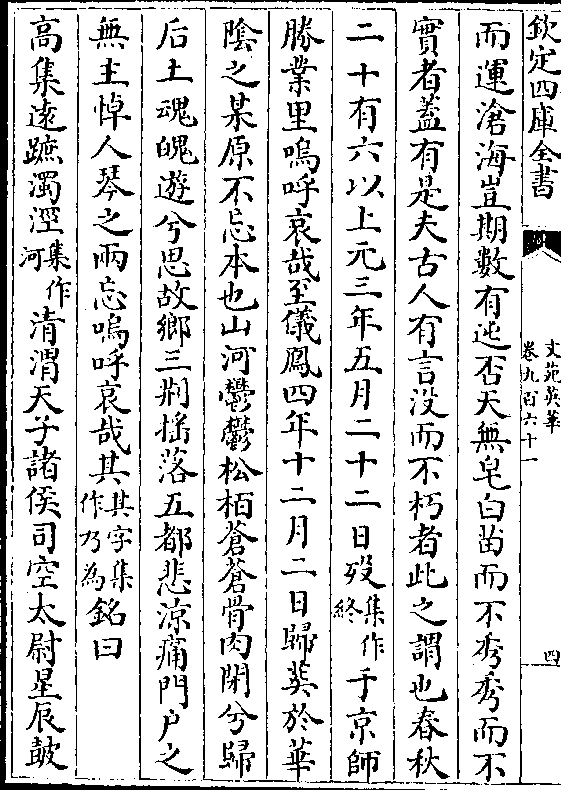 欽定四庫全書
文苑英華
卷九百六十一
四
而運滄海豈期數有迍否天無皂白苗而不秀秀而不
實者蓋有是夫古人有言没而不朽者此之謂也春秋
二十有六以上元三年五月二十二日歿集作終于京師
勝業里嗚呼哀哉至儀鳳四年十二月二日歸葬於華
陰之某原不忘本也山河鬱鬱松栢蒼蒼骨肉閉兮歸
后土魂魄遊兮思故鄉三荆揺落五都悲涼痛門户之
無主悼人琴之兩忘嗚呼哀哉其其字集作乃為銘曰
高集逺蹠濁涇集作河清渭天子諸侯司空太尉星辰皷